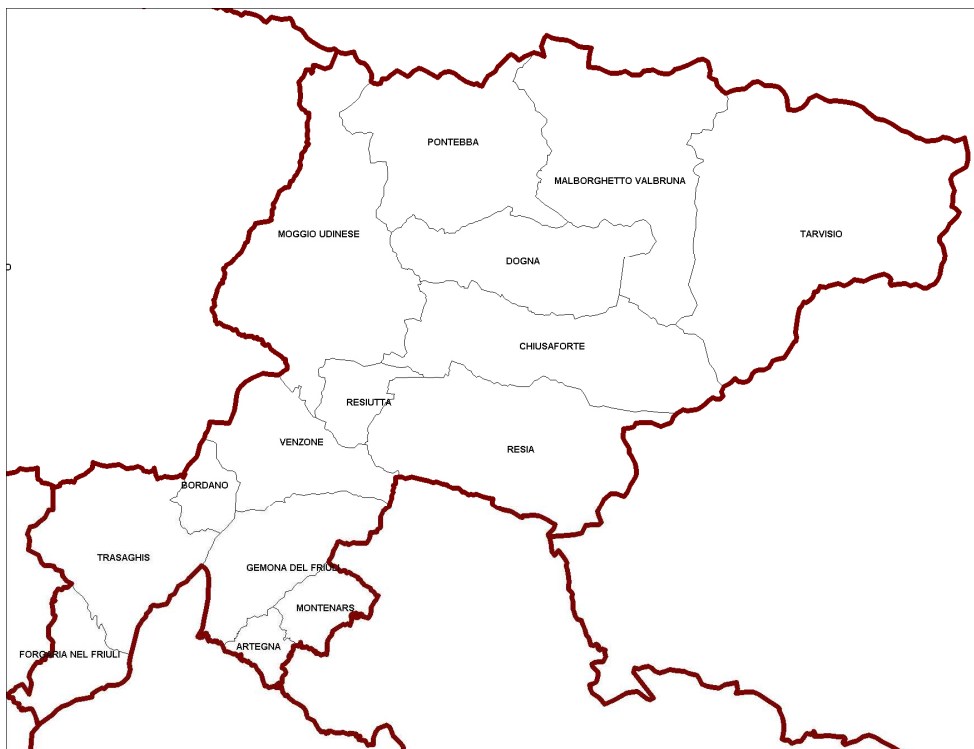 PONTEBBA
MALBORGHETTO VALBRUNA
MOGGIO UDINESE
TARVISIO
DOGNA
CHIUSAFORTE
RESIUTTA
VENZONE
RESIA
BORDANO
TRASAGHIS
GEMONA DEL FRIULI
MONTENARS
ARTEGNA
FORGARIA NEL FRIULI